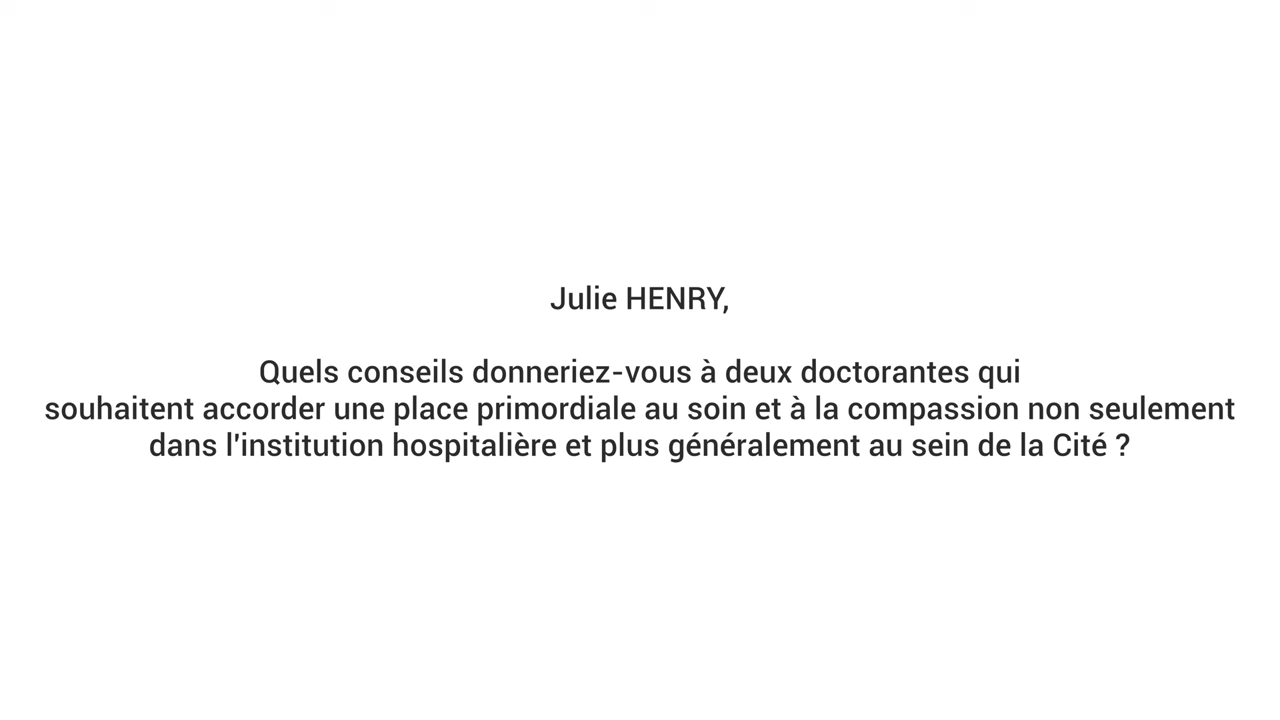 Julie HENRY,
Quels conseils donneriez-vous à deux doctorantes qui
souhaitent accorder une place primordiale au soin et à la compassion non seulement
dans l'institution hospitalière et plus généralement au sein de la Cité ?